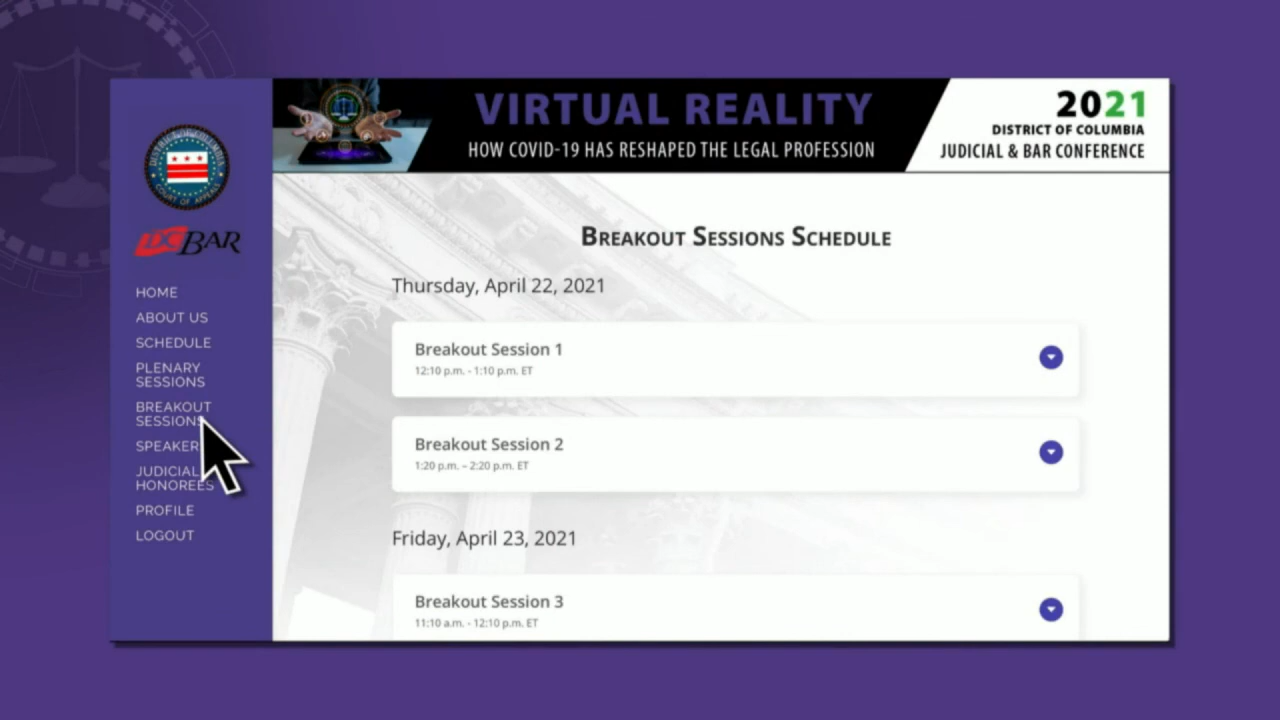 VIRTUAL REALITY
HOW COVID-19 HAS RESHAPED THE LEGAL PROFESSION
2021
DISTRICT OF COLUMBIA
JUDICIAL & BAR CONFERENCE
DC BAR
HOME
ABOUT US
SCHEDULE
PLENARY
SESSIONS
BREAKOUT
SESSIONS
SPEAKER
JUDICIAL
HONOREES
PROFILE
LOGOUT
BREAKOUT SESSIONS SCHEDULE
Thursday, April 22, 2021
Breakout Session 1
12:10 p.m. - 1:10 p.m. ET
Breakout Session 2
1:20 p.m. – 2:20 p.m. ET
Friday, April 23, 2021
Breakout Session 3
11:10 a.m. - 12:10 p.m. ET